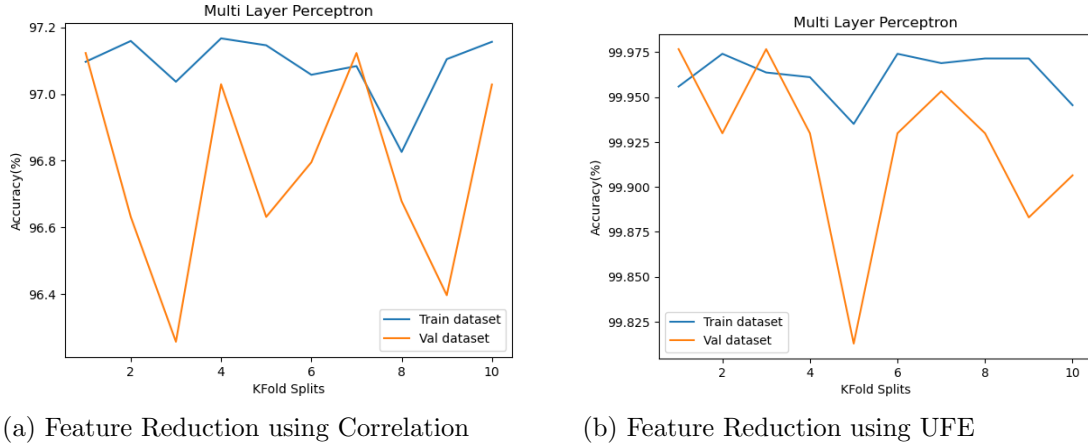 Multi Layer Perceptron
97.2
97.0
96.8
96.6
96.4
Accuracy(%)
Train dataset
Val dataset
2
4
6
8
10
KFold Splits
(a) Feature Reduction using Correlation
Multi Layer Perceptron
99.975
99.950
99.925
99.900
99.875
99.850
99.825
Accuracy(%)
Train dataset
Val dataset
2
4
6
8
10
KFold Splits
(b) Feature Reduction using UFE